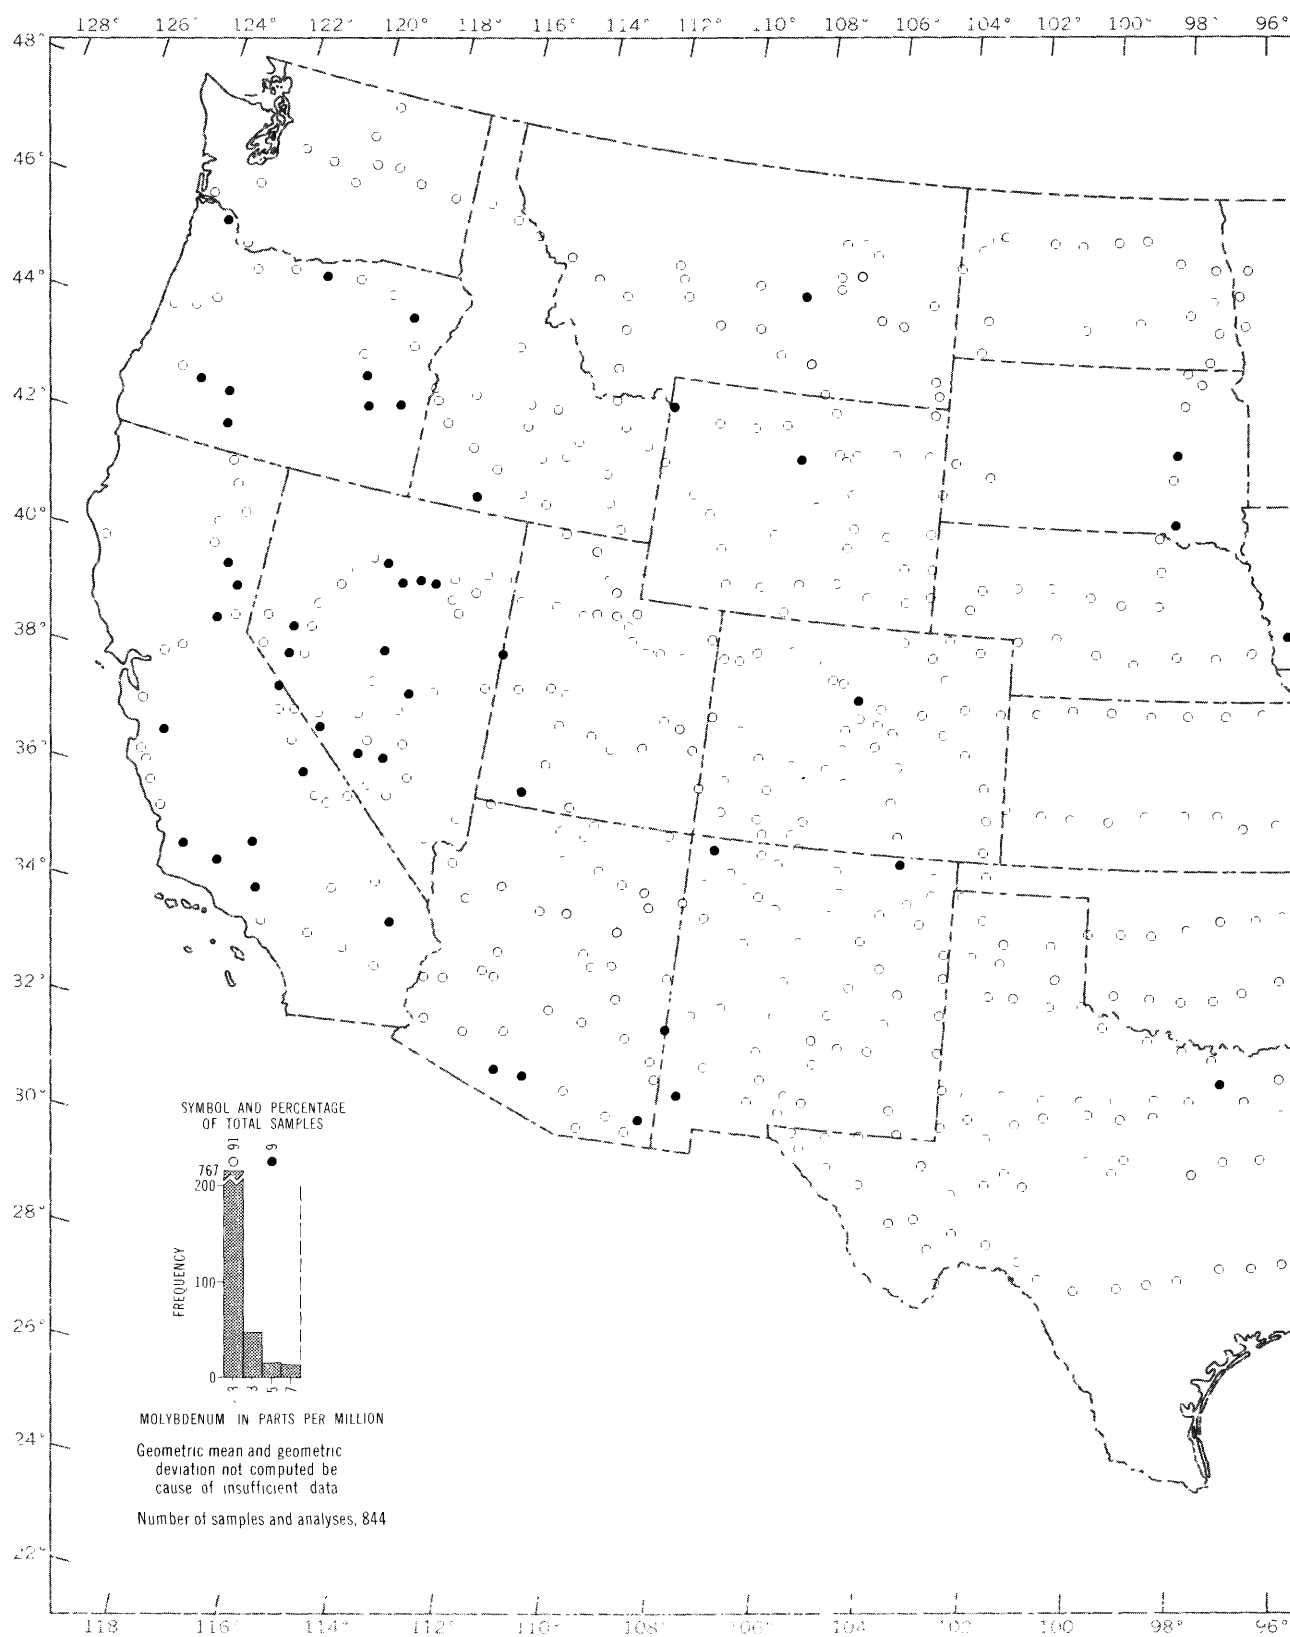 128° 126° 124° 122° 120° 118° 116° 114° 112° 110° 108° 106° 104° 102° 100° 98° 96°
48°
46°
44°
42°
40°
38°
36°
34°
32°
30°
28°
26°
24°
22°
SYMBOL AND PERCENTAGE
OF TOTAL SAMPLES
91 9
767
200
100
0
FREQUENCY
3 3 5 7
MOLYBDENUM IN PARTS PER MILLION
Geometric mean and geometric
deviation not computed be
cause of insufficient data
Number of samples and analyses, 844
118° 116° 114° 112° 110° 108° 106° 104° 102 100° 98° 96°